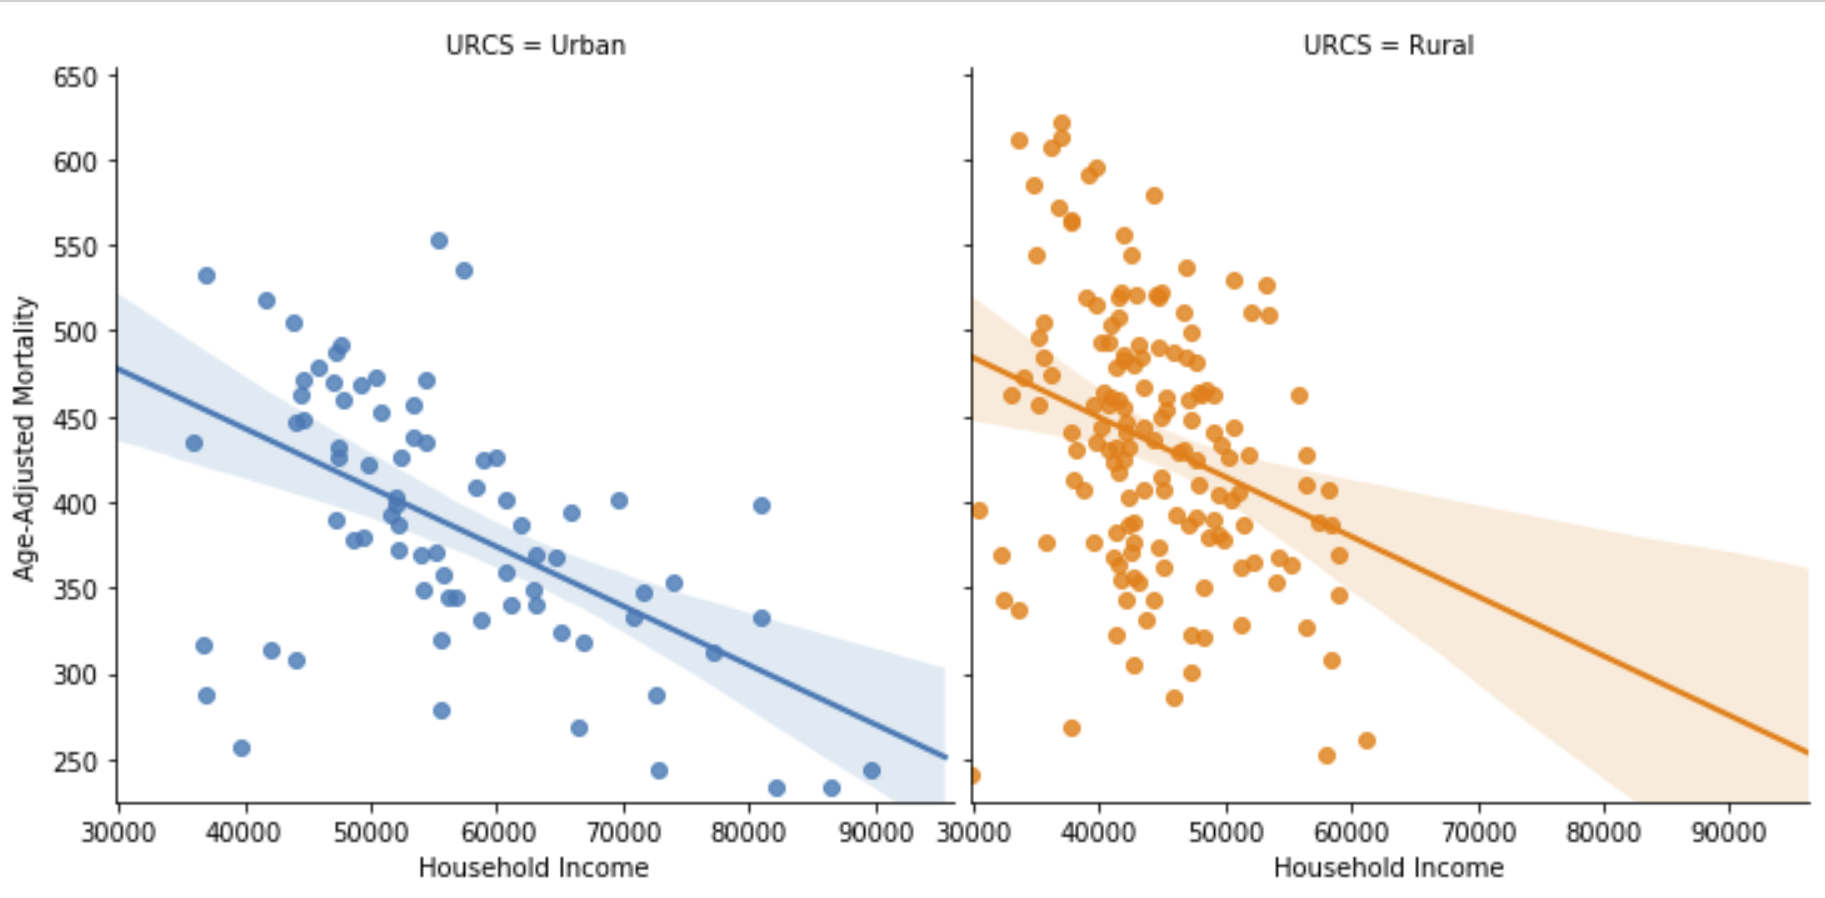 URCS = Urban
URCS = Rural
650
600
550
500
450
400
350
300
250
Age-Adjusted Mortality
30000 40000 50000 60000 70000 80000 90000
30000 40000 50000 60000 70000 80000 90000
Household Income
Household Income